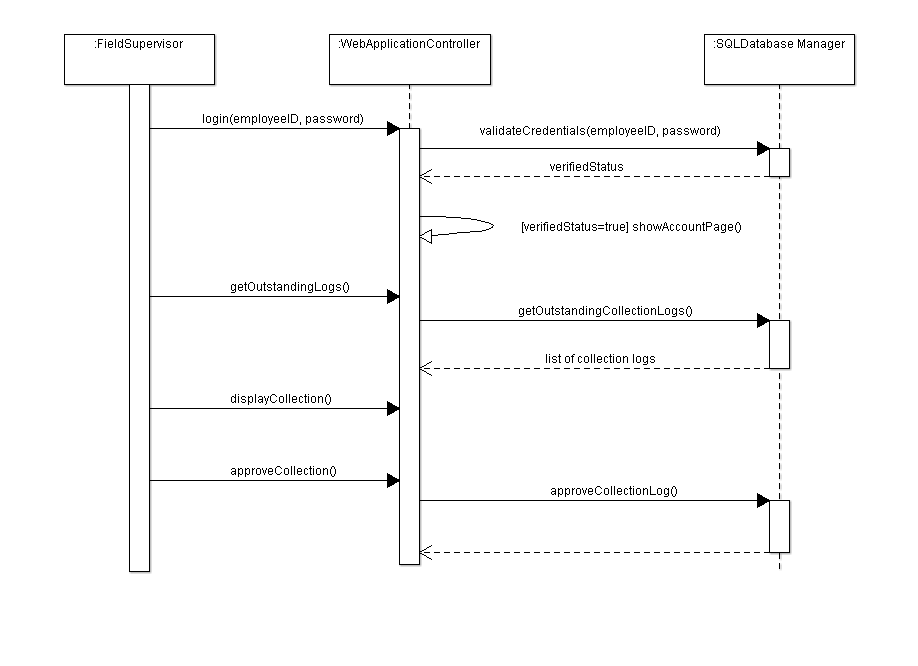 :FieldSupervisor
:WebApplicationController
:SQLDatabase Manager
login(employeeID, password)
validateCredentials(employeeID, password)
verifiedStatus
[verifiedStatus=true] showAccountPage()
getOutstandingLogs()
getOutstandingCollectionLogs()
list of collection logs
displayCollection()
approveCollection()
approveCollectionLog()